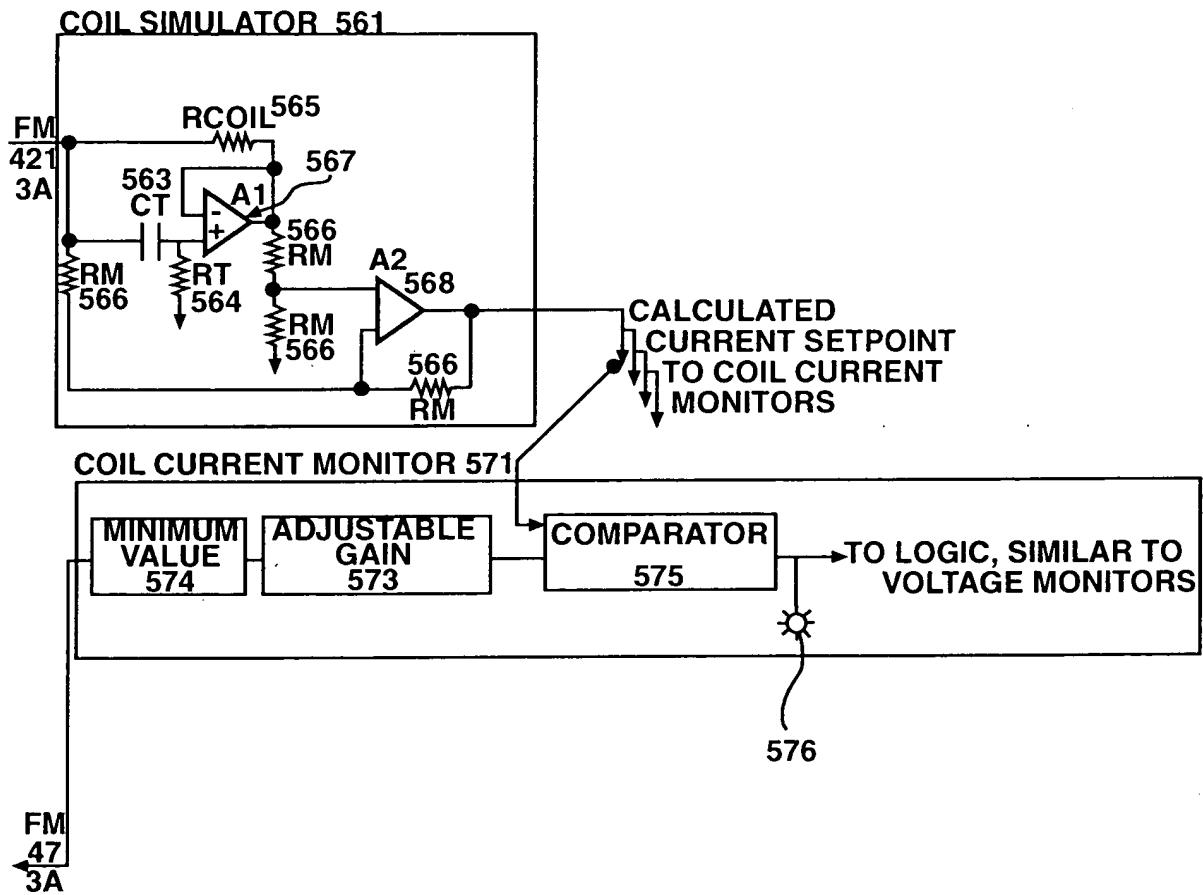 COIL SIMULATOR 561
FM
421
3A
RCOIL 565
563
CT
A1
-
+
567
566
RM
RM
566
RT
564
A2
568
RM
566
566
RM
CALCULATED
CURRENT SETPOINT
TO COIL CURRENT
MONITORS
COIL CURRENT MONITOR 571
MINIMUM
VALUE
574
ADJUSTABLE
GAIN
573
COMPARATOR
575
TO LOGIC, SIMILAR TO
VOLTAGE MONITORS
576
FM
47
3A